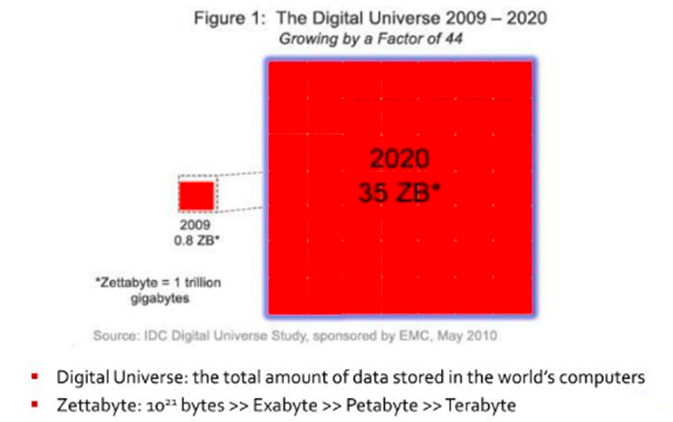 Figure 1: The Digital Universe 2009 – 2020
Growing by a Factor of 44
2020
35 ZB*
2009
0.8 ZB*
*Zettabyte = 1 trillion
gigabytes
Source: IDC Digital Universe Study, sponsored by EMC, May 2010
▪ Digital Universe: the total amount of data stored in the world's computers
▪ Zettabyte: 10²¹ bytes >> Exabyte >> Petabyte >> Terabyte